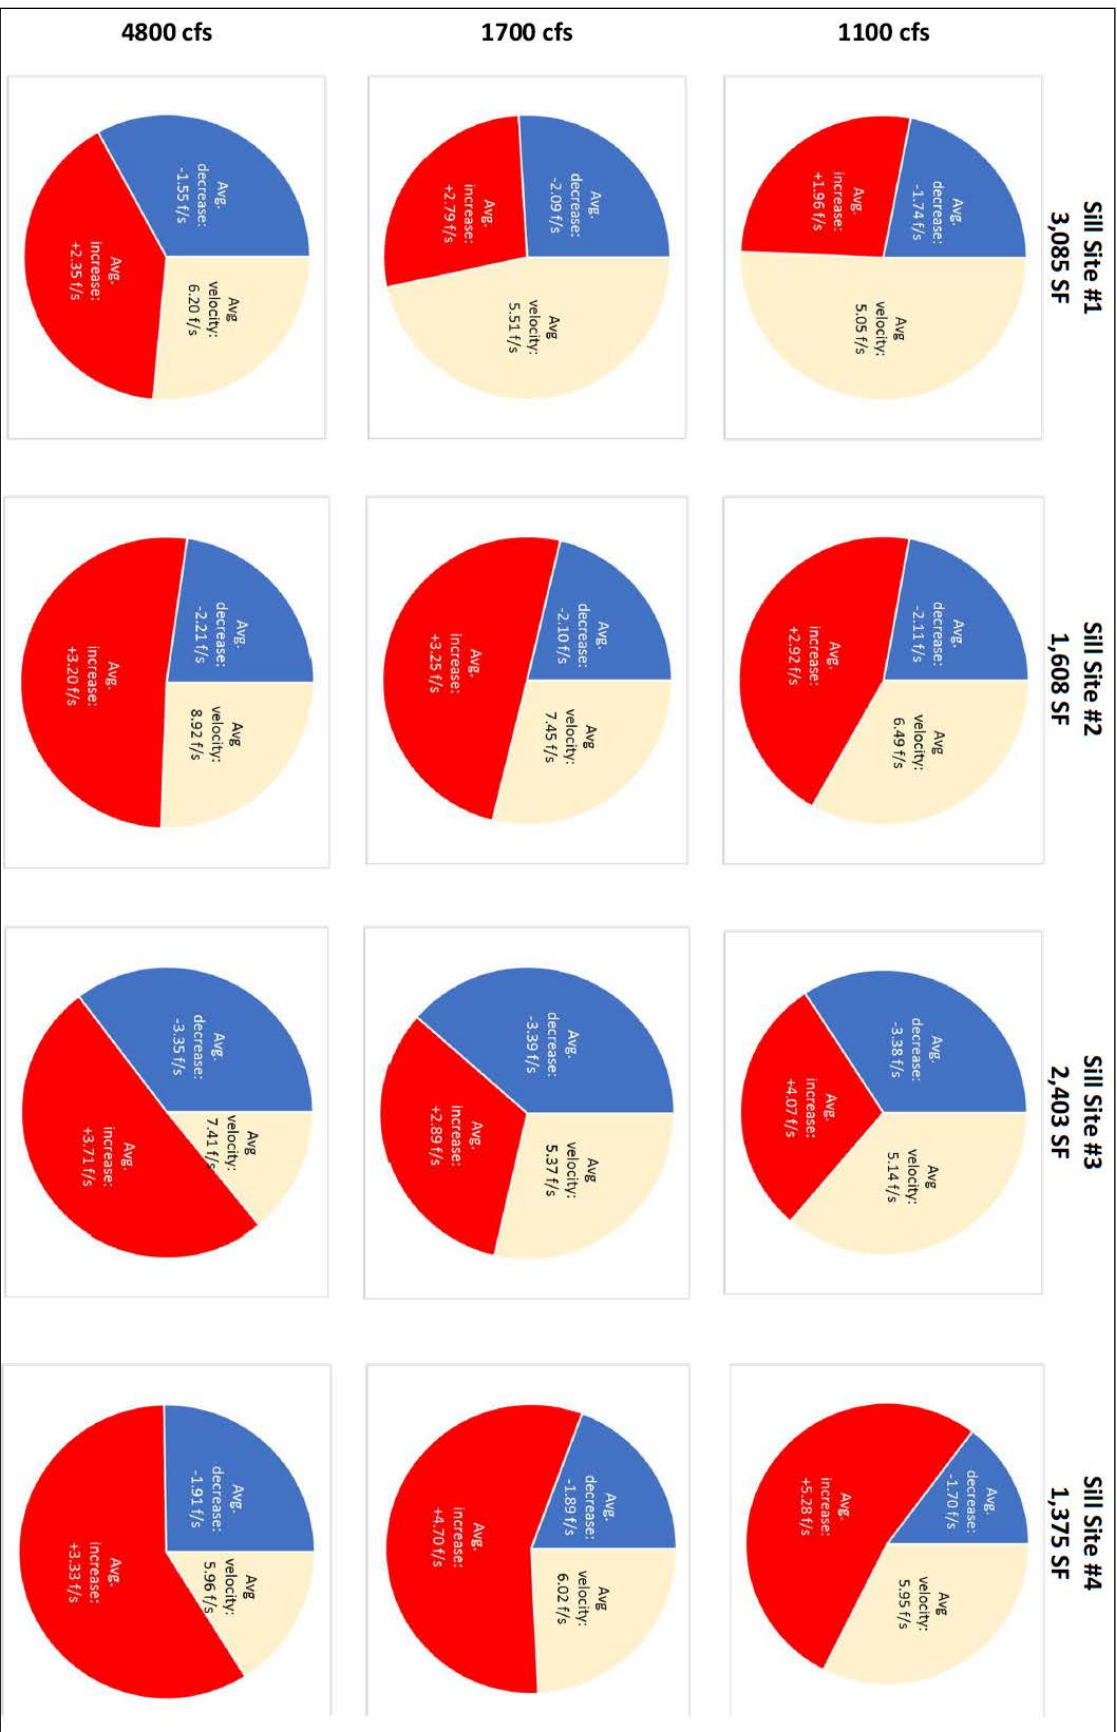 Sill Site #1
3,085 SF
Sill Site #2
1,608 SF
Sill Site #3
2,403 SF
Sill Site #4
1,375 SF
1100 cfs
Avg.
decrease:
-1.74 f/s
Avg.
increase:
+1.96 f/s
Avg
velocity:
5.05 f/s
Avg.
decrease:
-2.11 f/s
Avg.
increase:
+2.92 f/s
Avg
velocity:
6.49 f/s
Avg.
decrease:
-3.38 f/s
Avg.
increase:
+4.07 f/s
Avg
velocity:
5.14 f/s
Avg.
decrease:
-1.70 f/s
Avg.
increase:
+5.28 f/s
Avg
velocity:
5.95 f/s
1700 cfs
Avg.
decrease:
-2.09 f/s
Avg.
increase:
+2.79 f/s
Avg
velocity:
5.51 f/s
Avg.
decrease:
-2.10 f/s
Avg.
increase:
+3.25 f/s
Avg
velocity:
7.45 f/s
Avg.
decrease:
-3.39 f/s
Avg.
increase:
+2.89 f/s
Avg
velocity:
5.37 f/s
Avg.
decrease:
-1.89 f/s
Avg.
increase:
+4.70 f/s
Avg
velocity:
6.02 f/s
4800 cfs
Avg.
decrease:
-1.55 f/s
Avg.
increase:
+2.35 f/s
Avg
velocity:
6.20 f/s
Avg.
decrease:
-2.21 f/s
Avg.
increase:
+3.20 f/s
Avg
velocity:
8.92 f/s
Avg.
decrease:
-3.35 f/s
Avg.
increase:
+3.71 f/s
Avg
velocity:
7.41 f/s
Avg.
decrease:
-1.91 f/s
Avg.
increase:
+3.33 f/s
Avg
velocity:
5.96 f/s